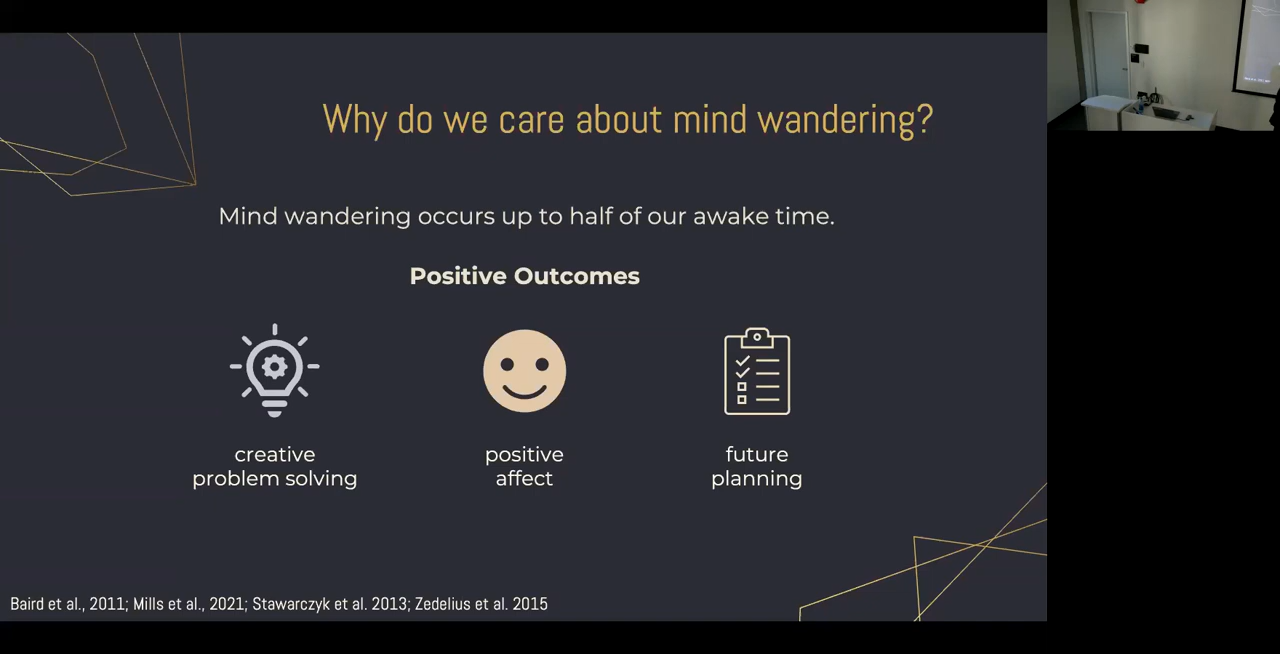 Why do we care about mind wandering?
Mind wandering occurs up to half of our awake time.
Positive Outcomes
creative
problem solving
positive
affect
future
planning
Baird et al., 2011; Mills et al., 2021; Stawarczyk et al. 2013; Zedelius et al. 2015